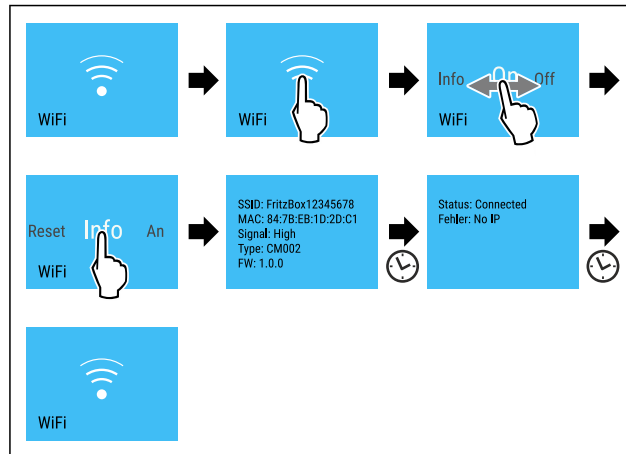 WiFi
WiFi
Info On Off
WiFi
Reset Info An
WiFi
SSID: FritzBox12345678
MAC: 84:7B:EB:1D:2D:C1
Signal: High
Type: CM002
FW: 1.0.0
Status: Connected
Fehler: No IP
WiFi